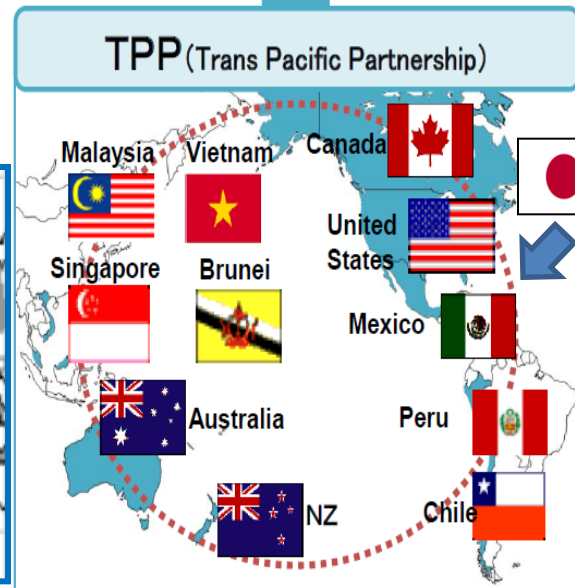 TPP(Trans Pacific Partnership)
Malaysia Vietnam Canada
United
States
Singapore Brunei
Mexico
Australia Peru
NZ Chile